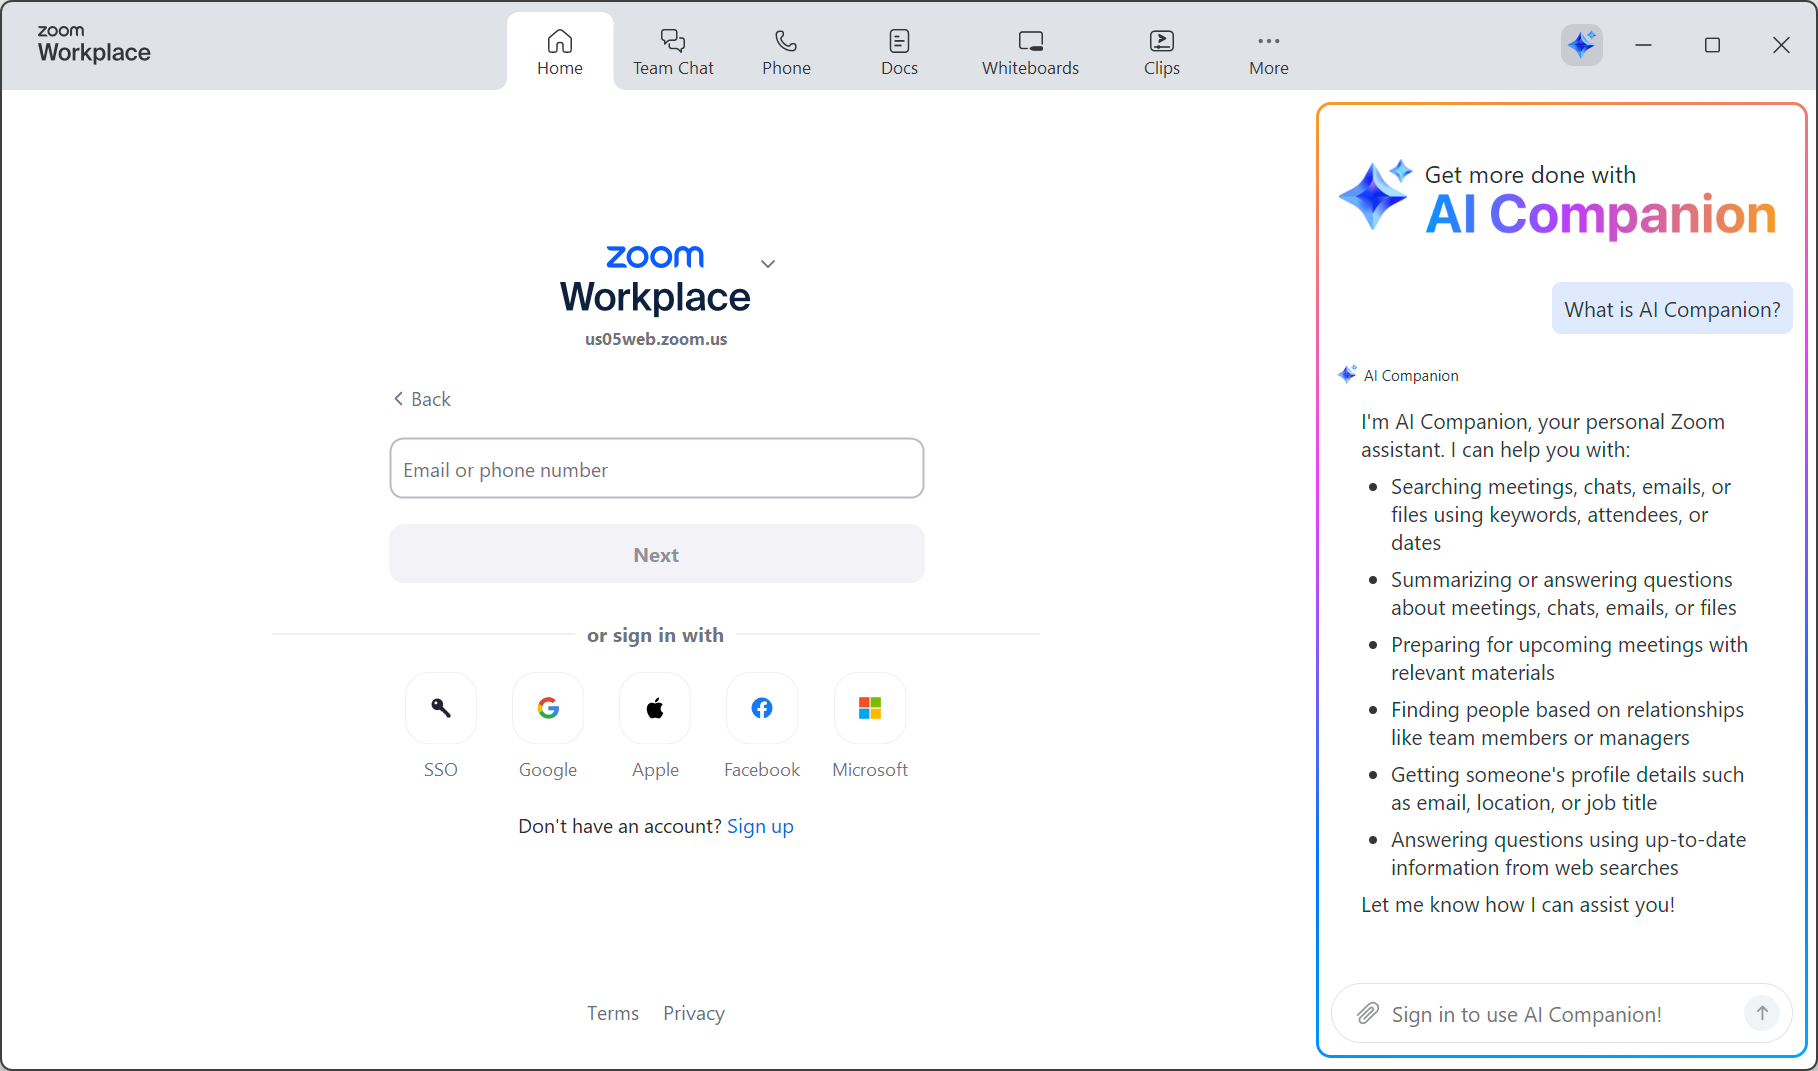 zoom
Workplace
Home
Team Chat
Phone
Docs
Whiteboards
Clips
More
zoom
Workplace
us05web.zoom.us
Back
Email or phone number
Next
or sign in with
SSO
Google
Apple
Facebook
Microsoft
Don't have an account? Sign up
Terms
Privacy
Get more done with
AI Companion
What is AI Companion?
AI Companion
I'm AI Companion, your personal Zoom
assistant. I can help you with:
• Searching meetings, chats, emails, or
files using keywords, attendees, or
dates
• Summarizing or answering questions
about meetings, chats, emails, or files
• Preparing for upcoming meetings with
relevant materials
• Finding people based on relationships
like team members or managers
• Getting someone's profile details such
as email, location, or job title
• Answering questions using up-to-date
information from web searches
Let me know how I can assist you!
Sign in to use AI Companion!